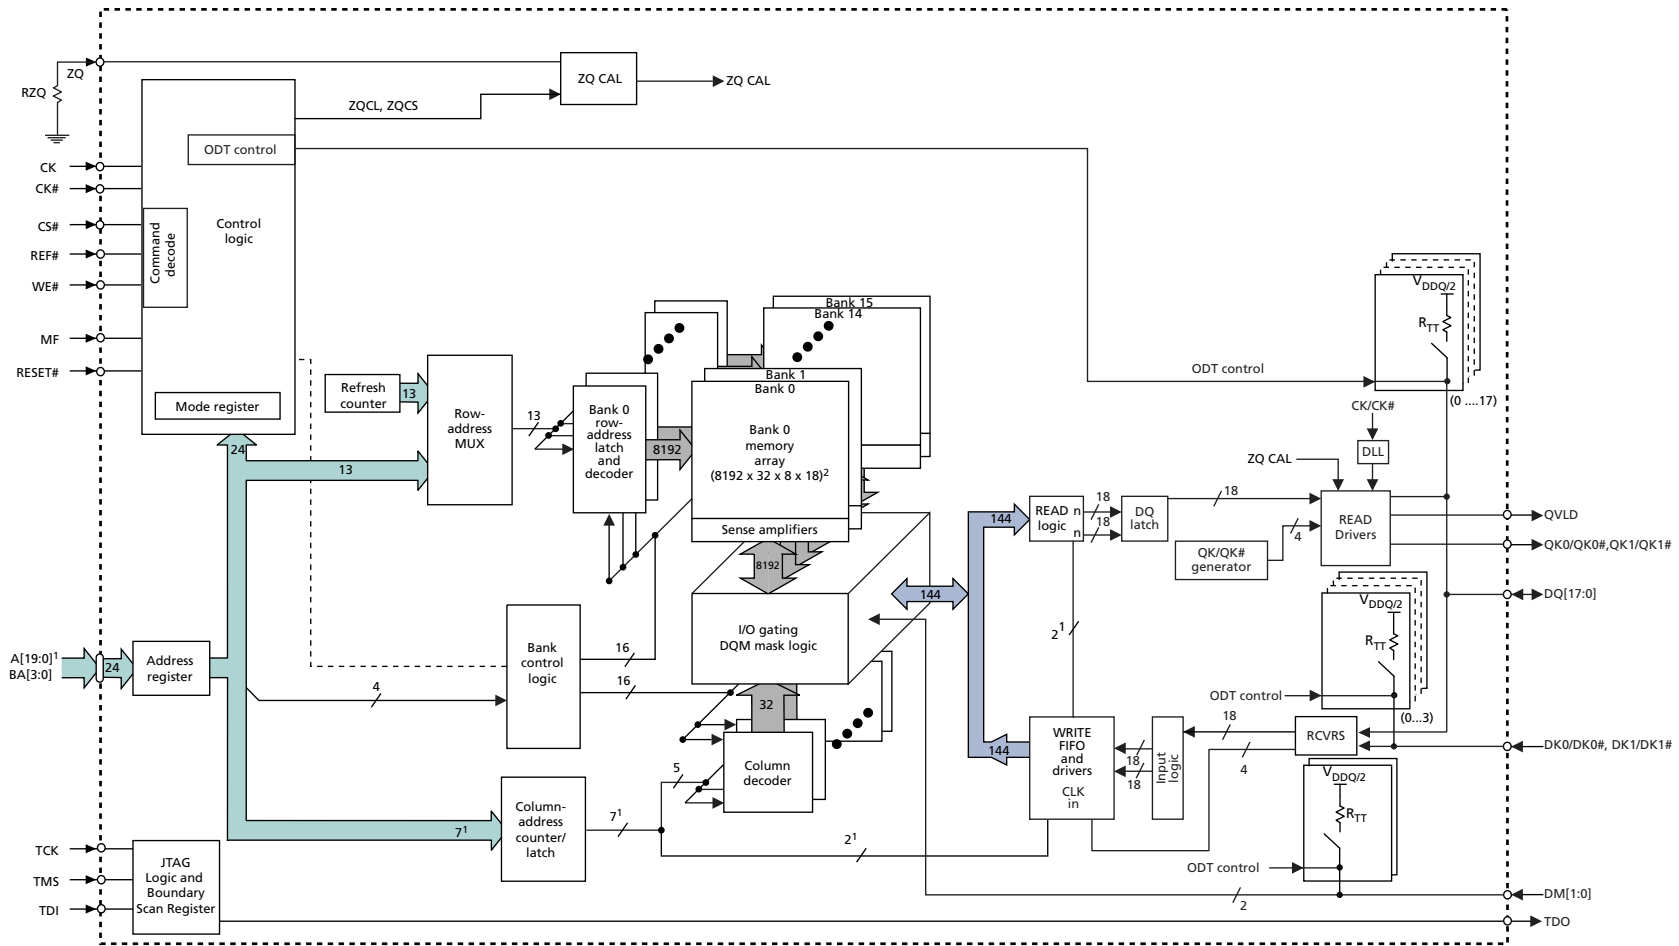 ZQ
RZQ
ZQ CAL
ZQ CAL
ZQCL, ZQCS
ODT control
CK
CK#
CS#
REF#
WE#
MF
RESET#
Command
decode
Control
logic
Mode register
24
Refresh
counter
13
13
Row-
address
MUX
13
Bank 0
row-
address
latch
and
decoder
8192
Bank 15
Bank 14
Bank 1
Bank 0
Bank 0
memory
array
(8192 x 32 x 8 x 18)²
Sense amplifiers
8192
I/O gating
DQM mask logic
32
Column
decoder
A[19:0]¹
BA[3:0]
24
Address
register
4
Bank
control
logic
16
16
7¹
Column-
address
counter/
latch
7¹
5
2¹
144
144
144
READ
logic
n
n
18
18
DQ
latch
18
2¹
QK/QK#
generator
4
ZQ CAL
CK/CK#
DLL
READ
Drivers
ODT control
VDDQ/2
RTT
(0 ....17)
QVLD
QK0/QK0#,QK1/QK1#
DQ[17:0]
VDDQ/2
RTT
ODT control
(0...3)
WRITE
FIFO
and
drivers
CLK
in
18
18
Input
logic
18
4
RCVRS
DK0/DK0#, DK1/DK1#
VDDQ/2
RTT
ODT control
2
DM[1:0]
TCK
TMS
TDI
JTAG
Logic and
Boundary
Scan Register
TDO